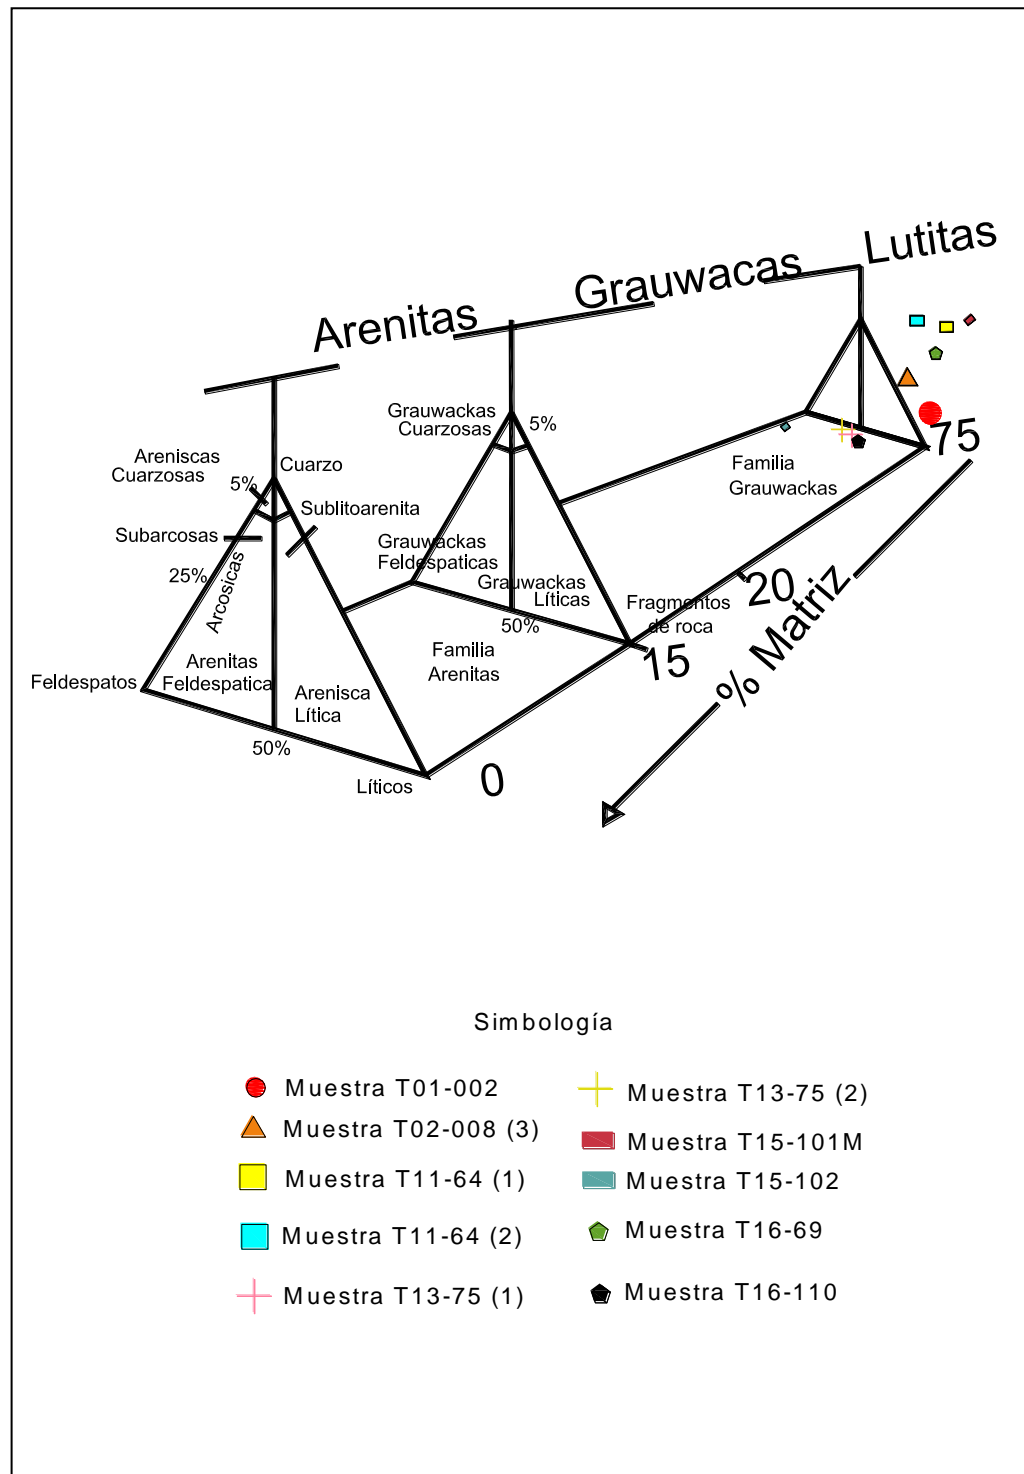 Lutitas
Grauwacas
Arenitas
Grauwackas
Cuarzosas
5%
75
Areniscas
Cuarzosas
Cuarzo
5%
Familia
Grauwackas
Sublitoarenita
Subarcosas
Grauwackas
Feldespaticas
25%
Arcosicas
Grauwackas
Líticas
20
Fragmentos
de roca
50%
% Matriz
15
Familia
Arenitas
Arenitas
Feldespatica
Feldespatos
Arenisca
Lítica
50%
Líticos
0
Simbología
Muestra T01-002
Muestra T02-008 (3)
Muestra T11-64 (1)
Muestra T11-64 (2)
Muestra T13-75 (1)
Muestra T13-75 (2)
Muestra T15-101M
Muestra T15-102
Muestra T16-69
Muestra T16-110